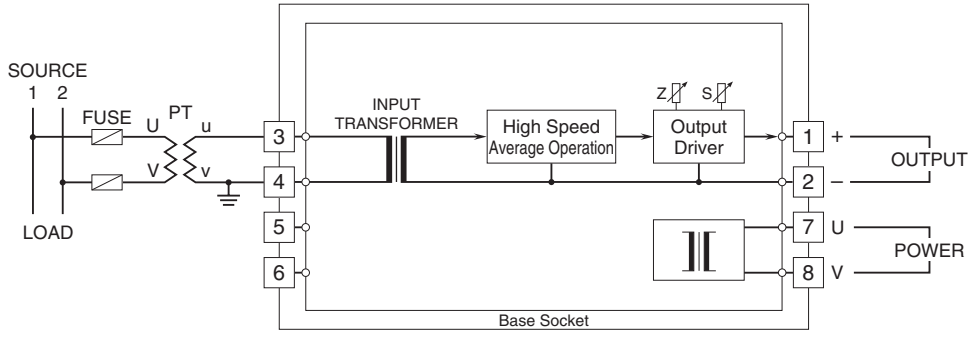 SOURCE
1 2
FUSE
PT
U
u
V
v
LOAD
3
4
5
6
INPUT
TRANSFORMER
High Speed
Average Operation
Z
S
Output
Driver
1 +
2 –
OUTPUT
7 U
8 V
POWER
Base Socket